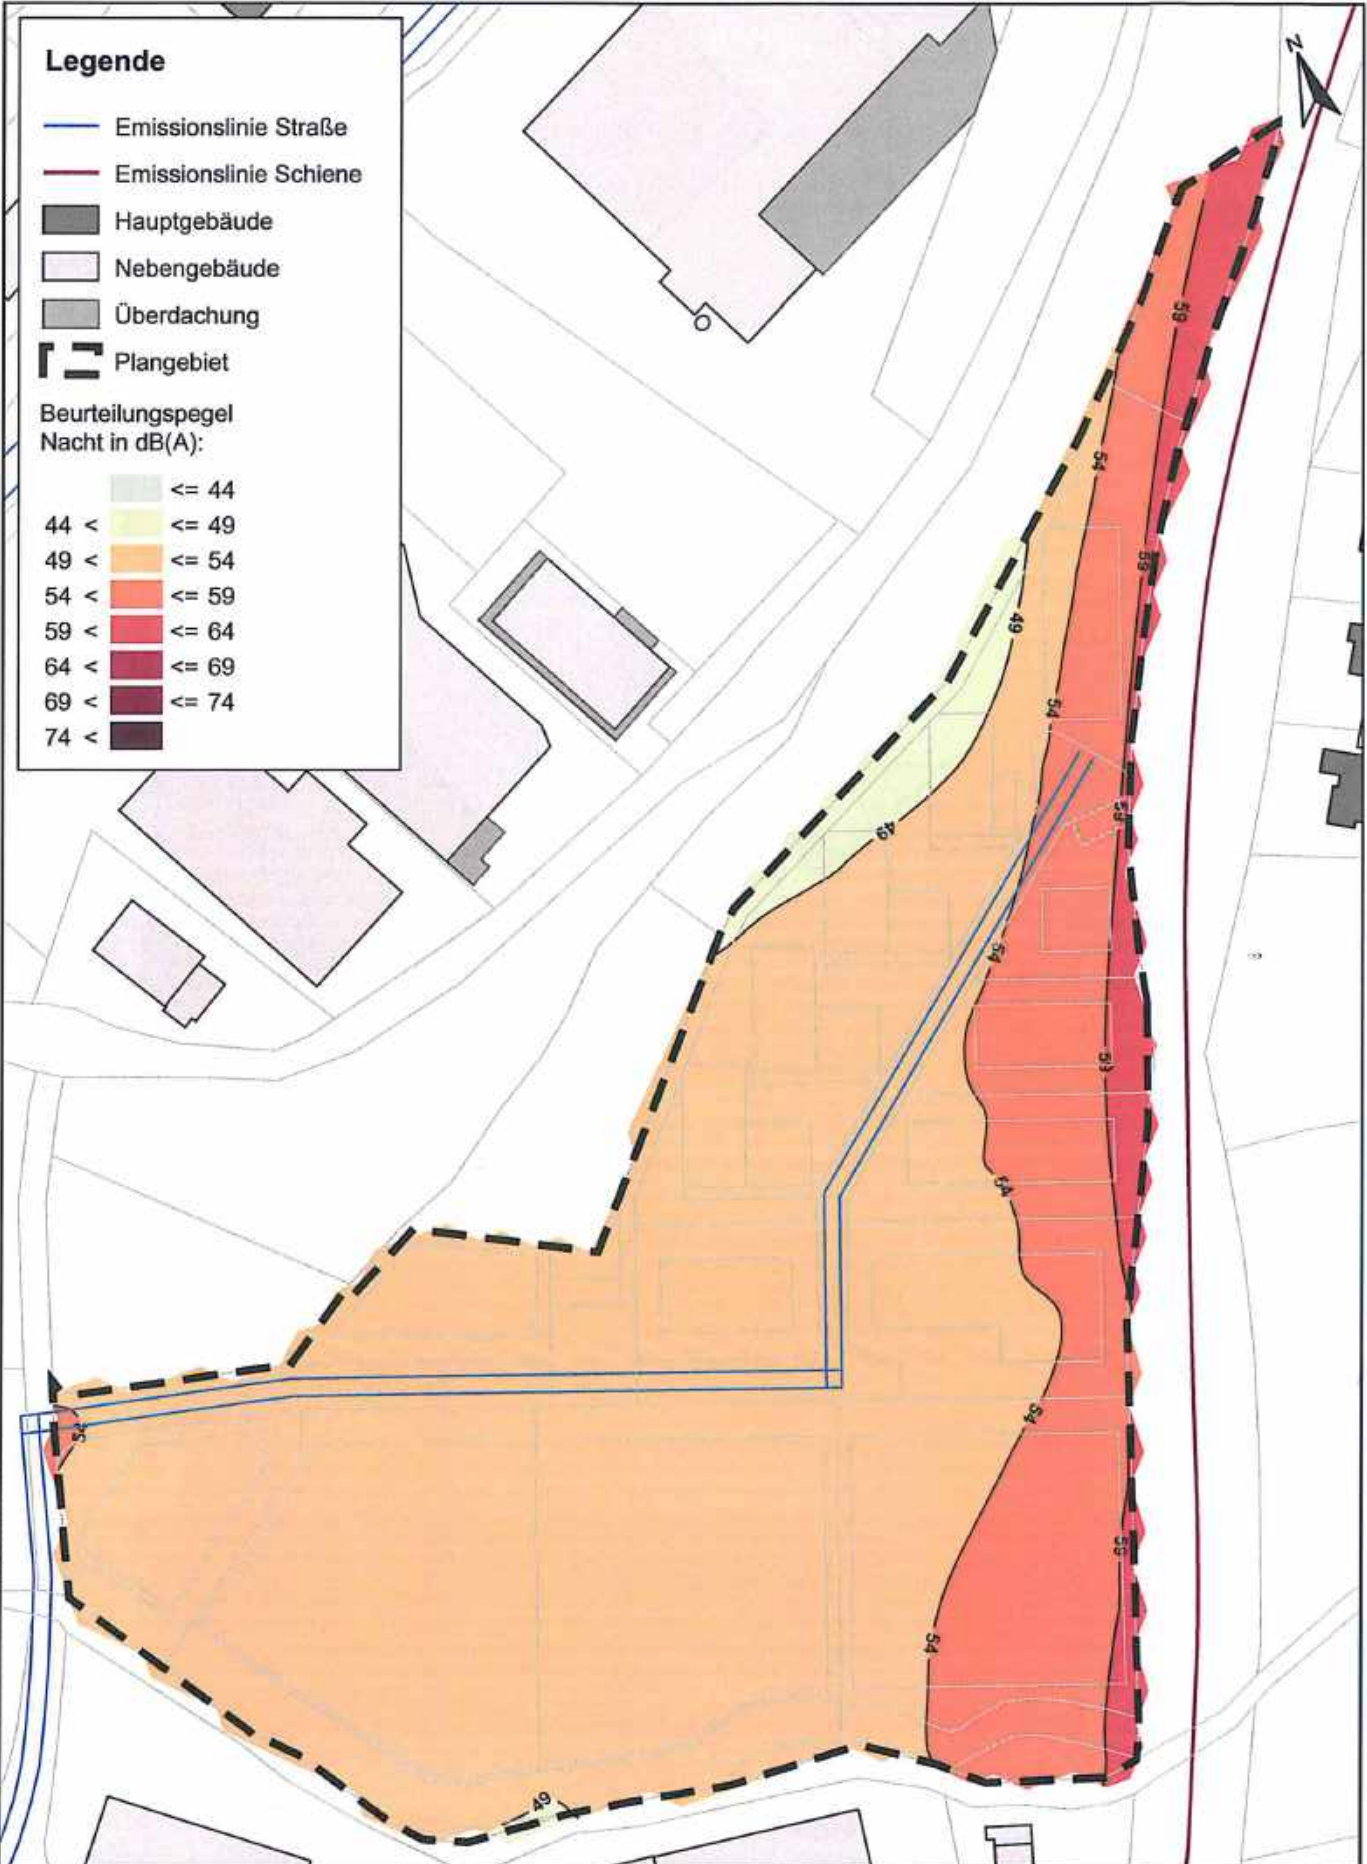 Legende
Emissionslinie Straße
Emissionslinie Schiene
Hauptgebäude
Nebengebäude
Überdachung
Plangebiet
Beurteilungspegel
Nacht in dB(A):
<= 44
44 < <= 49
49 < <= 54
54 < <= 59
59 < <= 64
64 < <= 69
69 < <= 74
74 <
N
59
54
59
49
54
59
49
54
59
54
54
59
54
54
49